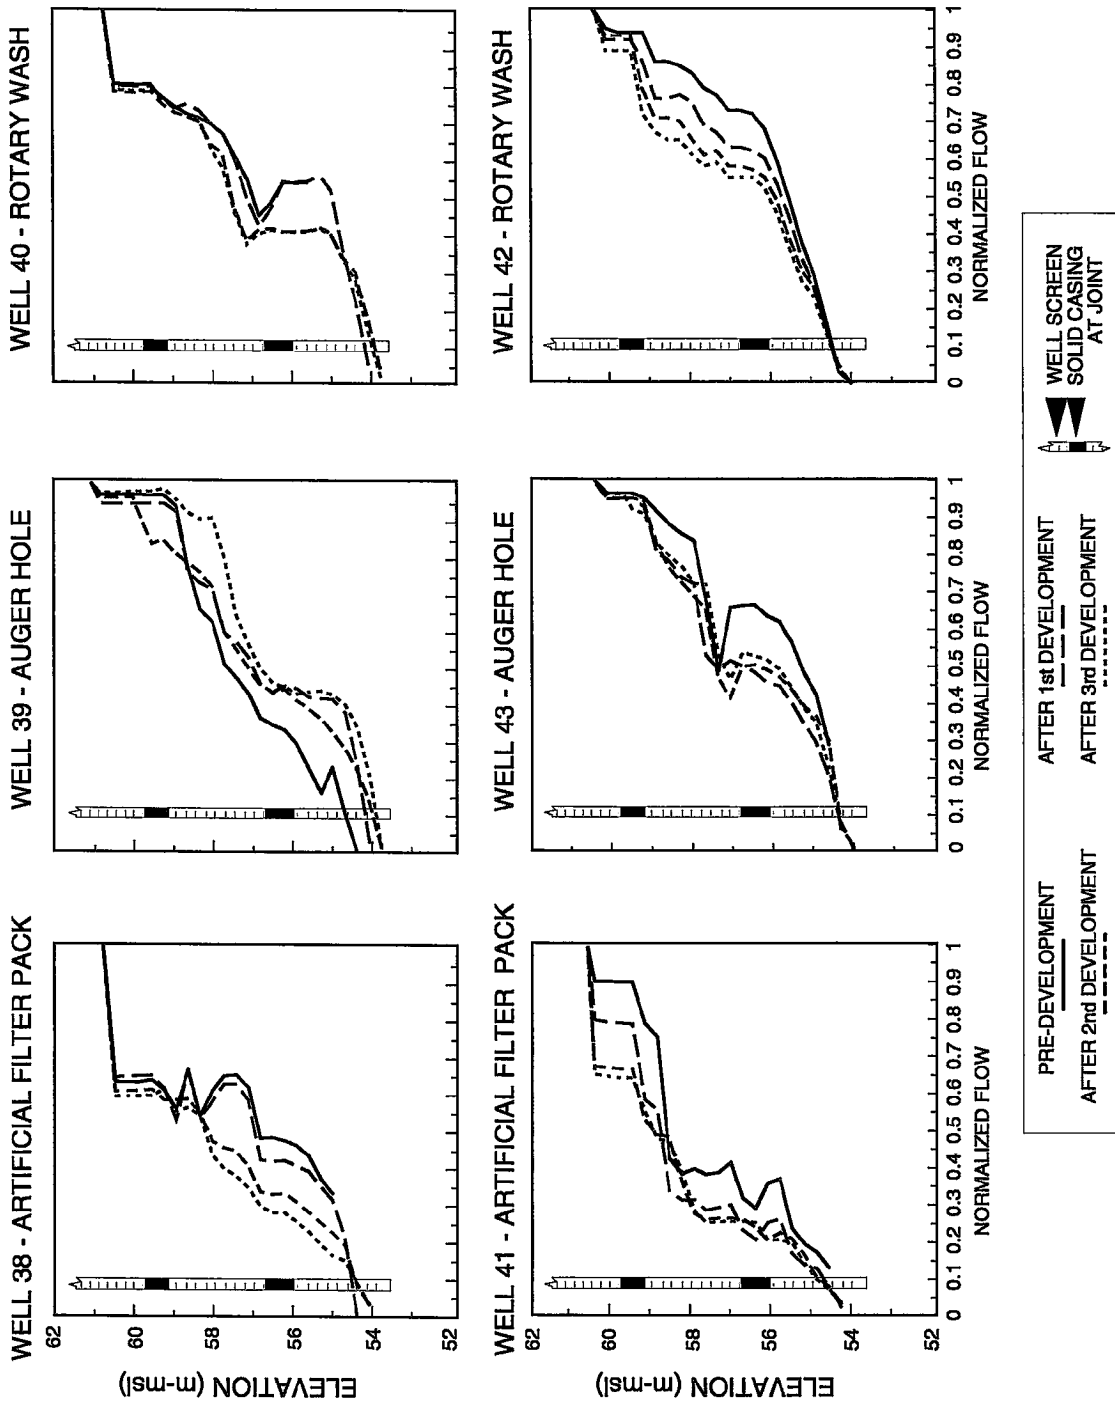 WELL 38 - ARTIFICIAL FILTER PACK
WELL 39 - AUGER HOLE
WELL 40 - ROTARY WASH
ELEVATION (m-msl)
62
60
58
56
54
52
WELL 41 - ARTIFICIAL FILTER PACK
WELL 43 - AUGER HOLE
WELL 42 - ROTARY WASH
ELEVATION (m-msl)
62
60
58
56
54
52
0 0.1 0.2 0.3 0.4 0.5 0.6 0.7 0.8 0.9 1
NORMALIZED FLOW
0 0.1 0.2 0.3 0.4 0.5 0.6 0.7 0.8 0.9 1
NORMALIZED FLOW
0 0.1 0.2 0.3 0.4 0.5 0.6 0.7 0.8 0.9 1
NORMALIZED FLOW
PRE-DEVELOPMENT
AFTER 1st DEVELOPMENT
AFTER 2nd DEVELOPMENT
AFTER 3rd DEVELOPMENT
WELL SCREEN
SOLID CASING
AT JOINT